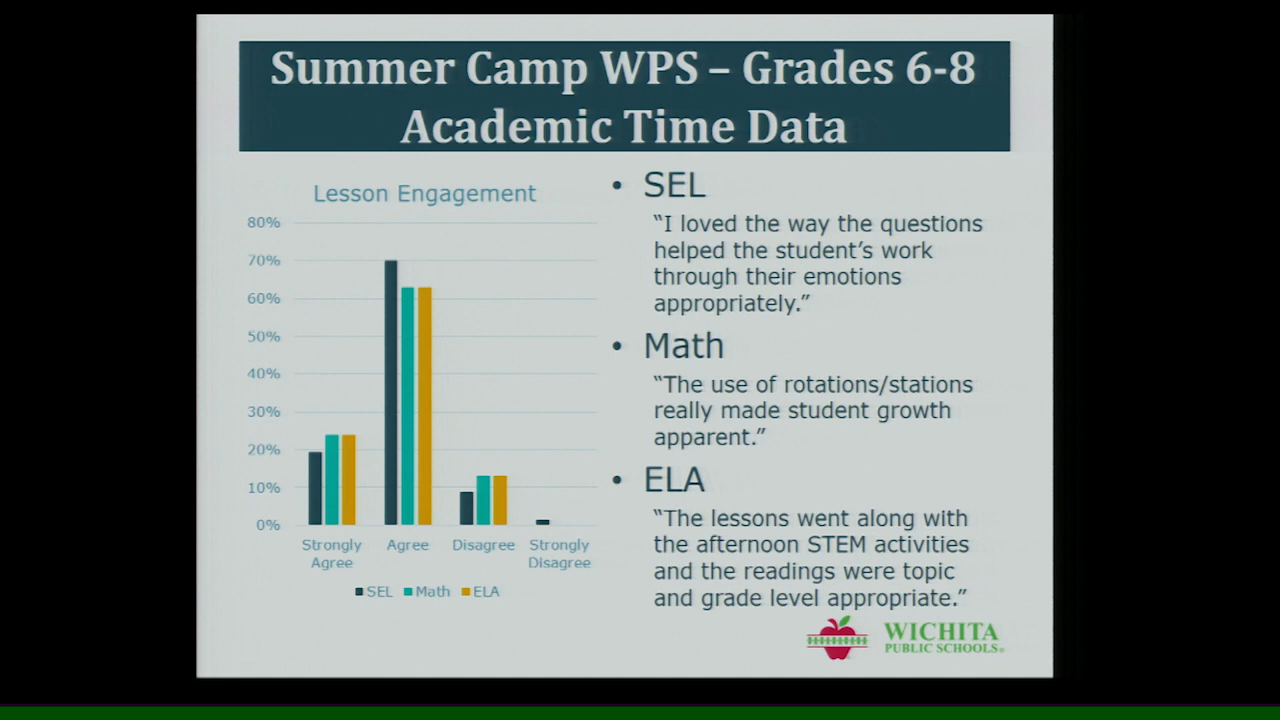 Summer Camp WPS – Grades 6-8
Academic Time Data
Lesson Engagement
80%
70%
60%
50%
40%
30%
20%
10%
0%
Strongly Agree
Agree
Disagree
Strongly Disagree
SEL Math ELA
• SEL
“I loved the way the questions
helped the student’s work
through their emotions
appropriately.”
• Math
“The use of rotations/stations
really made student growth
apparent.”
• ELA
“The lessons went along with
the afternoon STEM activities
and the readings were topic
and grade level appropriate.”
WICHITA
PUBLIC SCHOOLS®